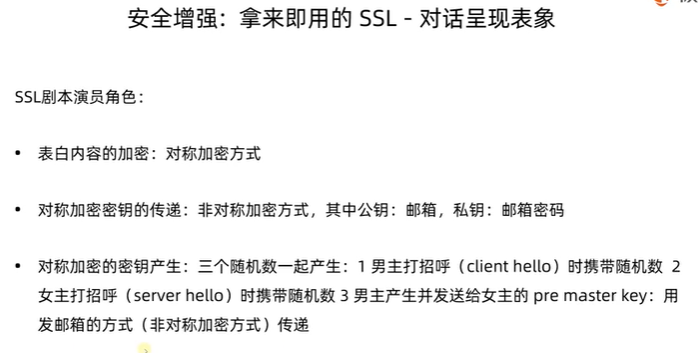 安全增强：拿来即用的 SSL - 对话呈现表象
SSL剧本演员角色：
• 表白内容的加密：对称加密方式
• 对称加密密钥的传递：非对称加密方式，其中公钥：邮箱，私钥：邮箱密码
• 对称加密的密钥产生：三个随机数一起产生：1 男主打招呼（client hello）时携带随机数 2
女主打招呼（server hello）时携带随机数 3 男主产生并发送给女主的 pre master key：用
发邮箱的方式（非对称加密方式）传递